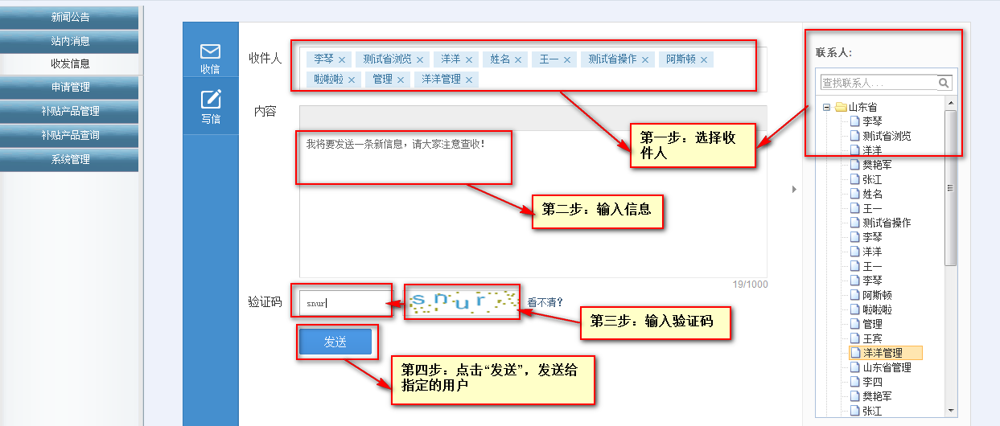 新闻公告
站内消息
收发信息
申请管理
补贴产品管理
补贴产品查询
系统管理
收信
写信
收件人
李琴 × 测试省浏览 × 洋洋 × 姓名 × 王一 × 测试省操作 × 阿斯顿 ×
啦啦啦 × 管理 × 洋洋管理 ×
内容
我将要发送一条新信息，请大家注意查收！
19/1000
验证码
snur
snur
看不清？
发送
第一步：选择收
件人
第二步：输入信息
第三步：输入验证码
第四步：点击“发送”，发送给
指定的用户
联系人：
查找联系人...
山东省
李琴
测试省浏览
洋洋
樊艳军
张江
姓名
王一
测试省操作
李琴
洋洋
王一
李琴
阿斯顿
啦啦啦
管理
王宾
洋洋管理
山东省管理
李四
樊艳军
张江